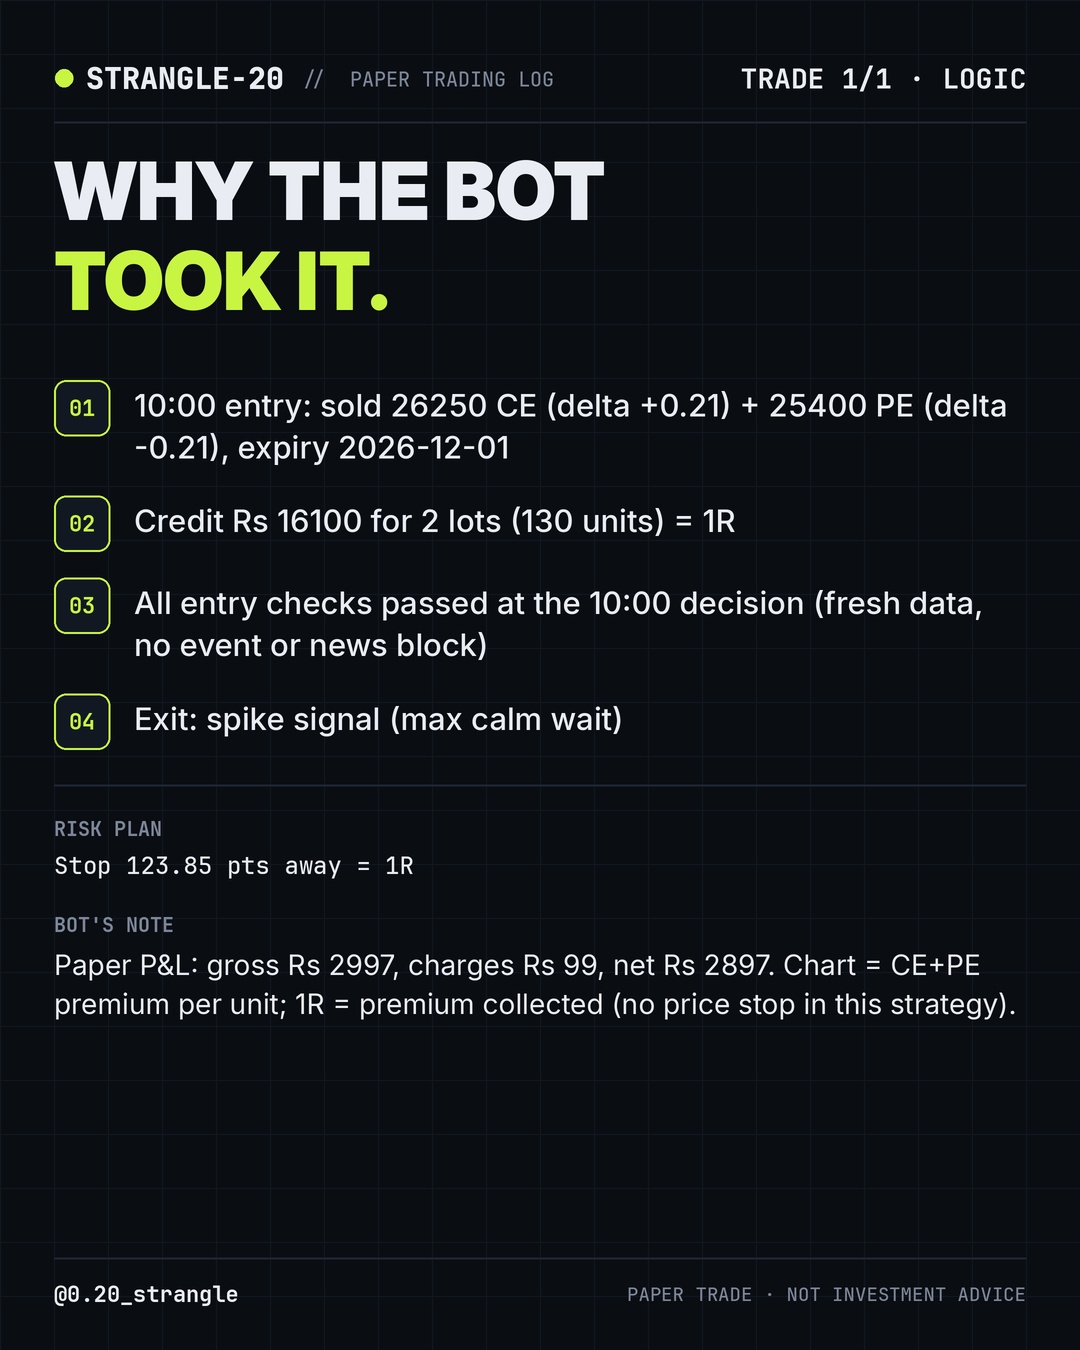 STRANGLE-20 // PAPER TRADING LOG TRADE 1/1 · LOGIC
WHY THE BOT
TOOK IT.
01 10:00 entry: sold 26250 CE (delta +0.21) + 25400 PE (delta
-0.21), expiry 2026-12-01
02 Credit Rs 16100 for 2 lots (130 units) = 1R
03 All entry checks passed at the 10:00 decision (fresh data,
no event or news block)
04 Exit: spike signal (max calm wait)
RISK PLAN
Stop 123.85 pts away = 1R
BOT'S NOTE
Paper P&L: gross Rs 2997, charges Rs 99, net Rs 2897. Chart = CE+PE
premium per unit; 1R = premium collected (no price stop in this strategy).
@0.20_strangle PAPER TRADE · NOT INVESTMENT ADVICE